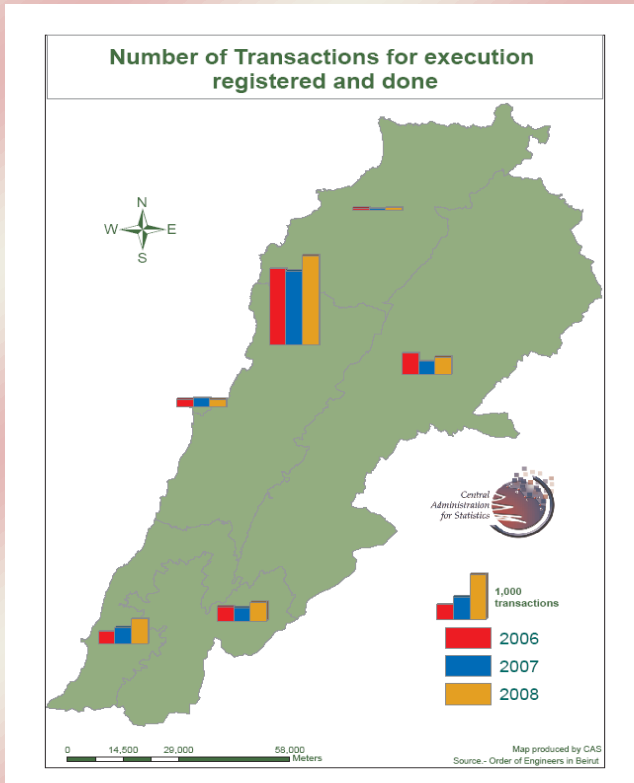 Number of Transactions for execution
registered and done
N
W E
S
Central
Administration
for Statistics
1,000
transactions
2006
2007
2008
0 14,500 29,000 58,000
Meters
Map produced by CAS
Source.- Order of Engineers in Beirut